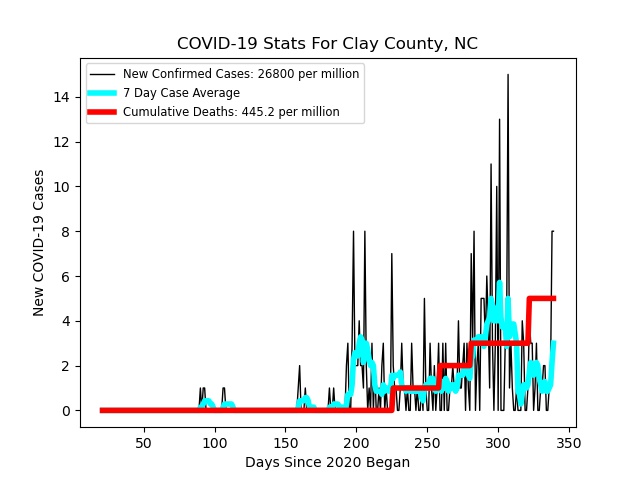 COVID-19 Stats For Clay County, NC
New Confirmed Cases: 26800 per million
7 Day Case Average
Cumulative Deaths: 445.2 per million
New COVID-19 Cases
14
12
10
8
6
4
2
0
50 100 150 200 250 300 350
Days Since 2020 Began